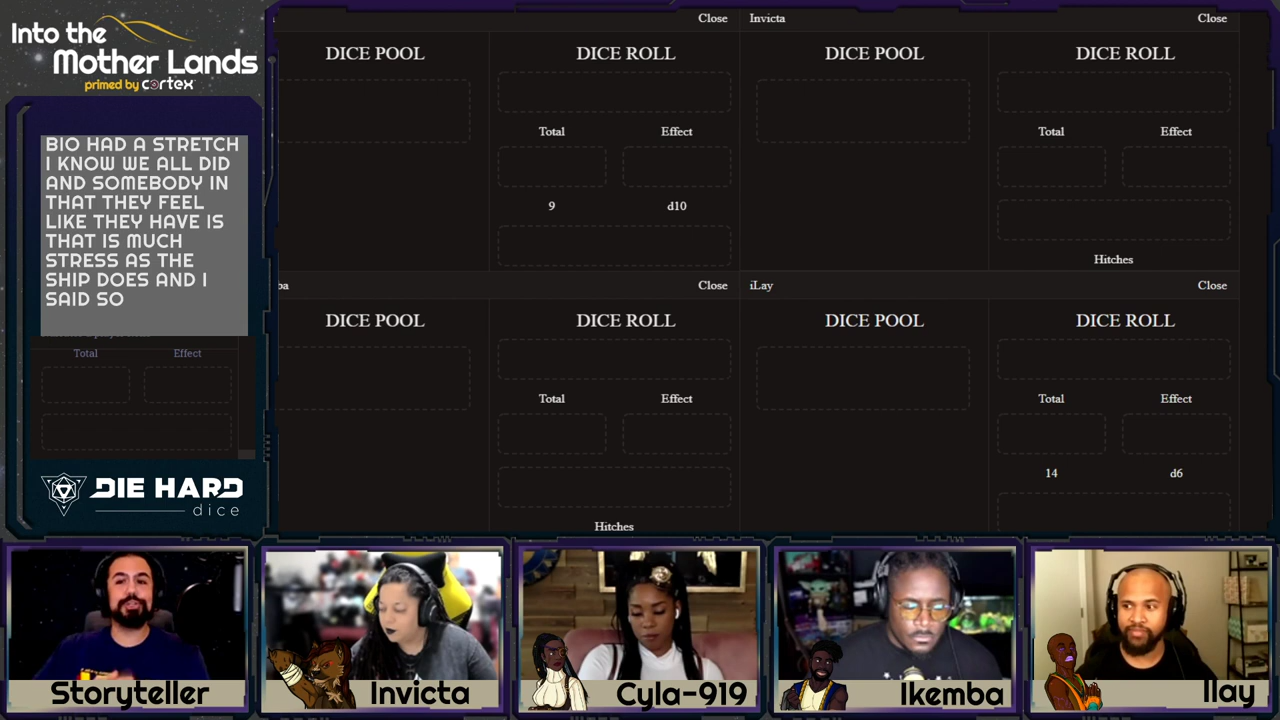 Into the
Mother Lands
primed by cortex
BIO HAD A STRETCH
I KNOW WE ALL DID
AND SOMEBODY IN
THAT THEY FEEL
LIKE THEY HAVE IS
THAT IS MUCH
STRESS AS THE
SHIP DOES AND I
SAID SO
Total Effect
DIE HARD
dice
Close
DICE POOL DICE ROLL
Total Effect
9 d10
Invicta Close
DICE POOL DICE ROLL
Total Effect
Hitches
ba Close
DICE POOL DICE ROLL
Total Effect
Hitches
iLay Close
DICE POOL DICE ROLL
Total Effect
14 d6
Storyteller
Invicta
Cyla-919
Ikemba
Ilay